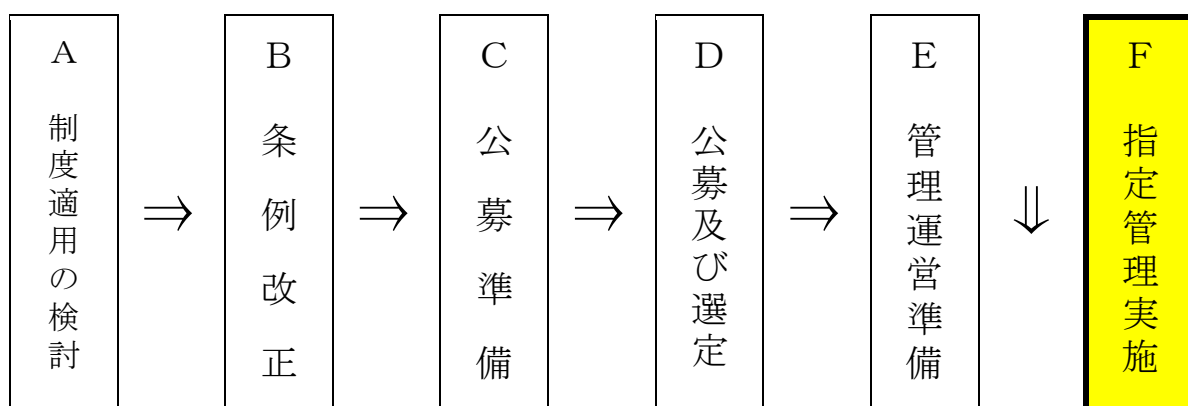 A 制度適用の検討
⇒
B 条例改正
⇒
C 公募準備
⇒
D 公募及び選定
⇒
E 管理運営準備
⇓
F 指定管理実施